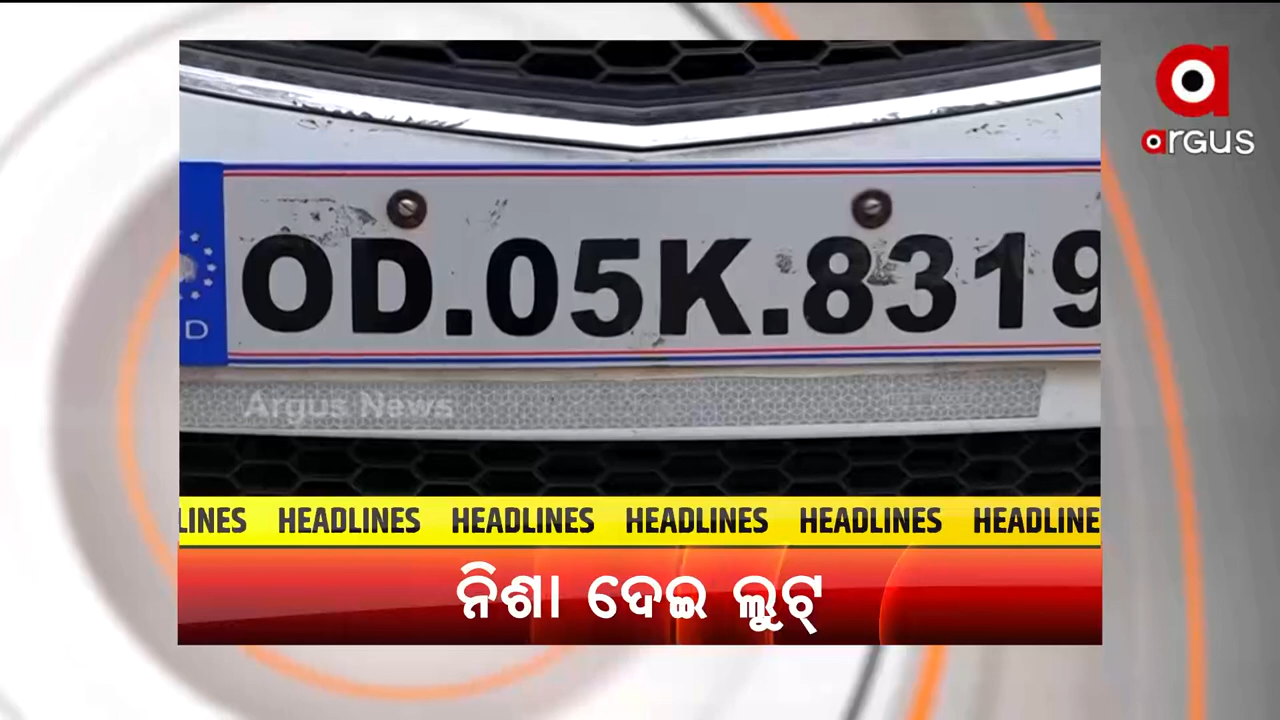 argus
D
OD.05K.8319
Argus News
LINES HEADLINES HEADLINES HEADLINES HEADLINES HEADLINE
ନିଶା ଦେଇ ଲୁଟ୍